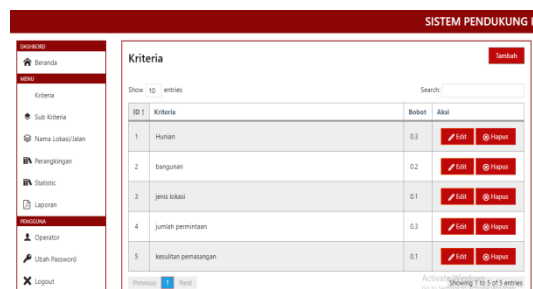 SISTEM PENDUKUNG
DASHBORD
Beranda
MENU
Kriteria
Sub Kriteria
Nama Lokasi/Jalan
Perangkingan
Statistic
Laporan
PENGGUNA
Operator
Ubah Password
Logout
Kriteria
Tambah
Show 10 entries
Search:
ID Kriteria Bobot Aksi
1 Hunian 0.3 Edit Hapus
2 bangunan 0.2 Edit Hapus
3 jenis lokasi 0.1 Edit Hapus
4 jumlah permintaan 0.3 Edit Hapus
5 kesulitan pemasangan 0.1 Edit Hapus
Previous 1 Next
Activate Windows
Showing 1 to 5 of 5 entries